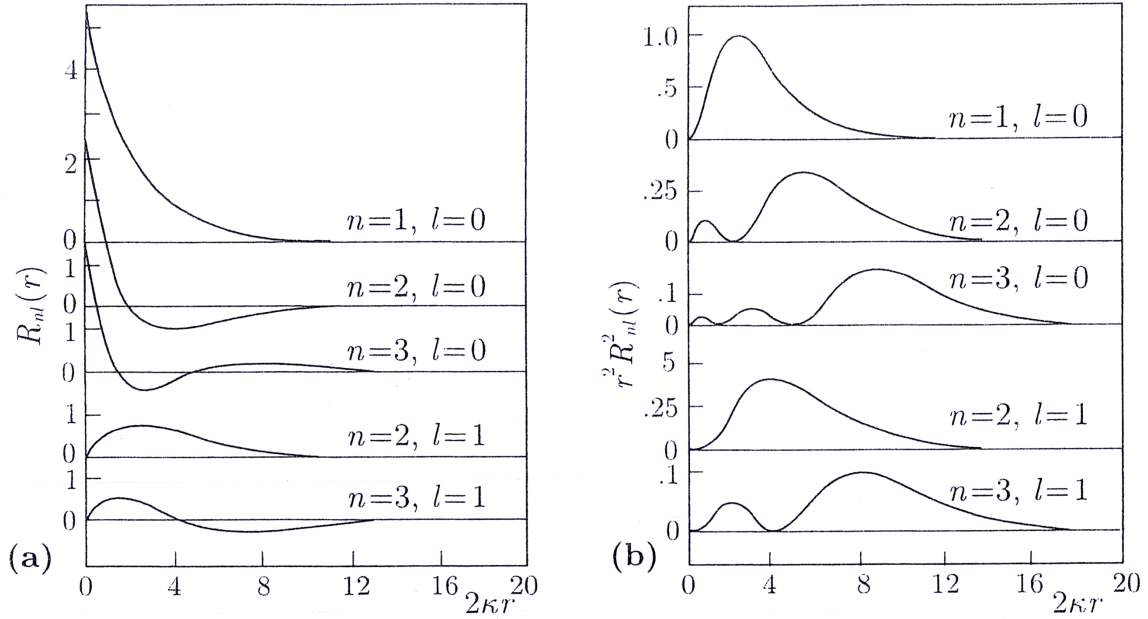 4
2
0
1
0
1
0
1
0
1
0
R_{nl}(r)
n=1, l=0
n=2, l=0
n=3, l=0
n=2, l=1
n=3, l=1
0 4 8 12 16 20
2κr
(a)
1.0
.5
0
.25
0
.1
0
5
.25
0
.1
0
r²R²_{nl}(r)
n=1, l=0
n=2, l=0
n=3, l=0
n=2, l=1
n=3, l=1
0 4 8 12 16 20
2κr
(b)